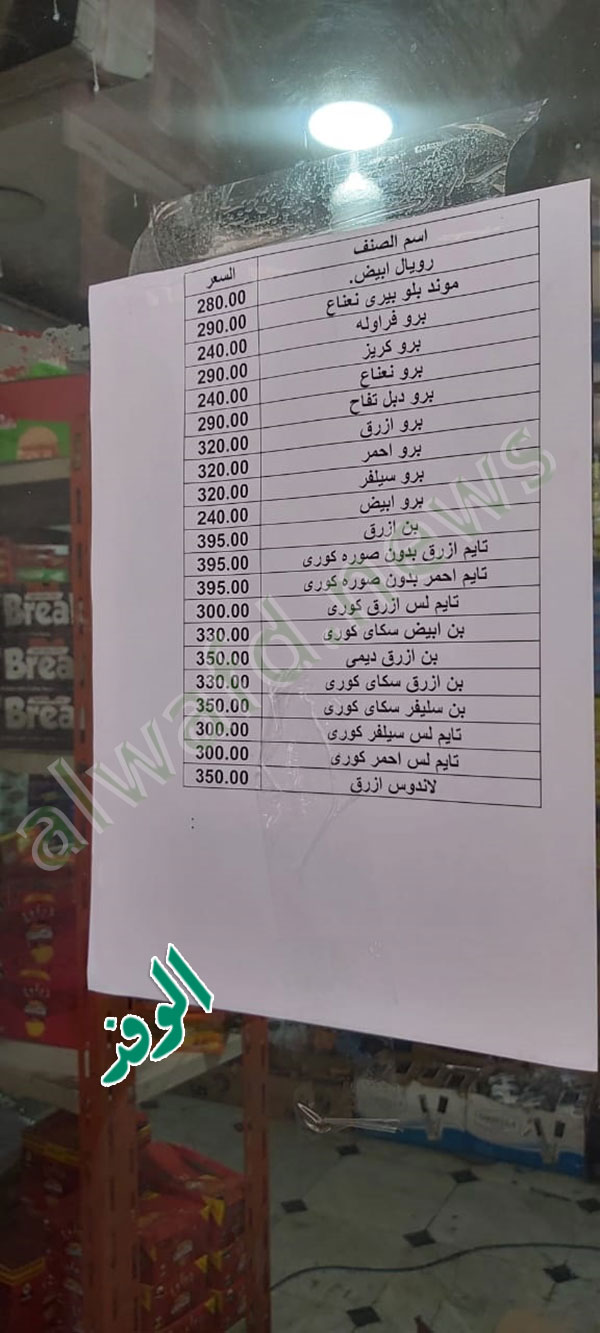 اسم الصنف السعر
رويال ابيض. 280.00
موند بلو بيرى نعناع 290.00
برو فراوله 240.00
برو كريز 290.00
برو نعناع 240.00
برو دبل تفاح 290.00
برو ازرق 320.00
برو احمر 320.00
برو سيلفر 320.00
برو ابيض 240.00
بن ازرق 395.00
تايم ازرق بدون صوره كورى 395.00
تايم احمر بدون صوره كورى 395.00
تايم لس ازرق كورى 300.00
بن ابيض سكاى كورى 330.00
بن ازرق ديمى 350.00
بن ازرق سكاى كورى 330.00
بن سليفر سكاى كورى 350.00
تايم لس سيلفر كورى 300.00
تايم لس احمر كورى 300.00
لاندوس ازرق 350.00
:
alwafd.news
الوفد
Break
Brea
Brea